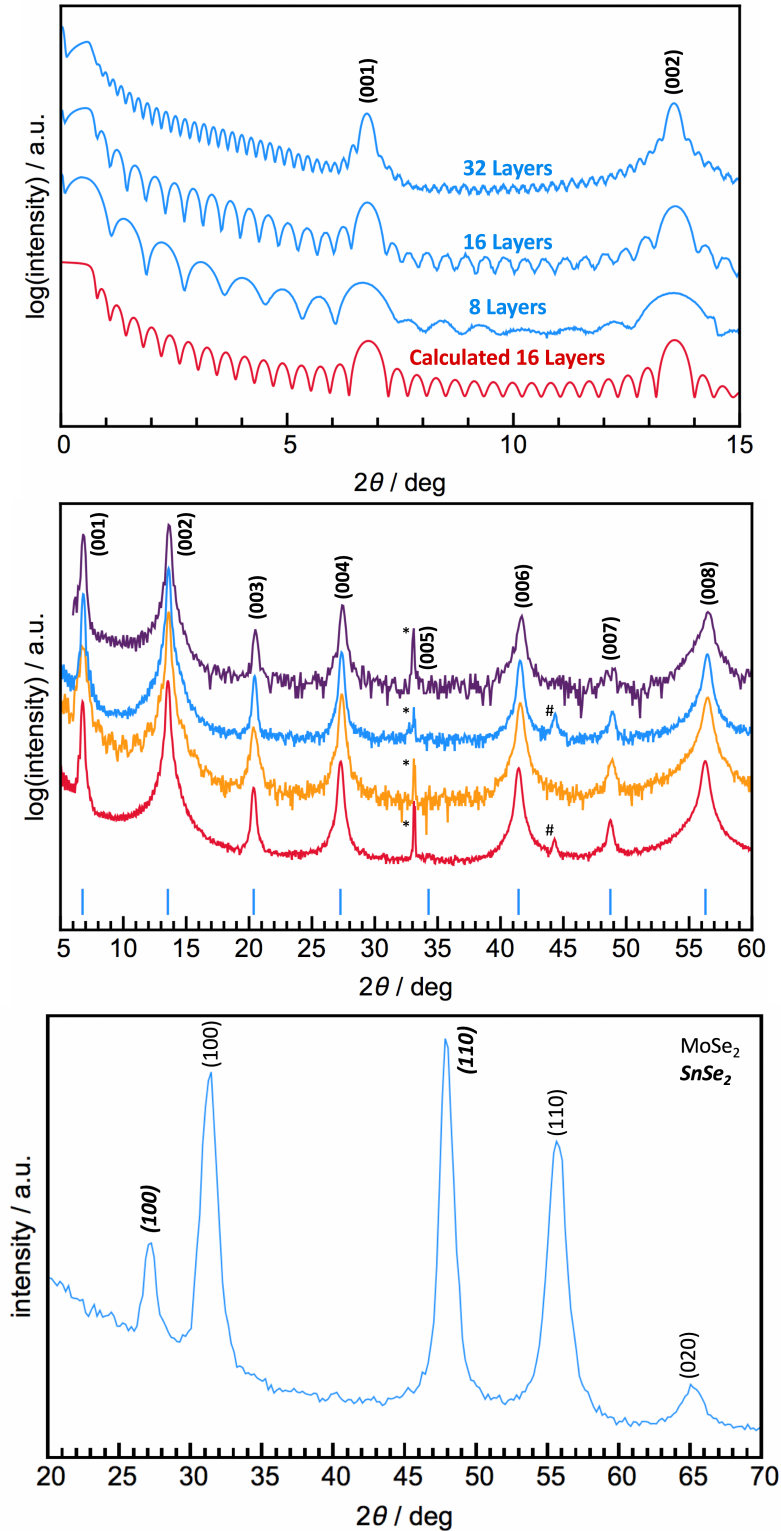 (001)
(002)
32 Layers
16 Layers
8 Layers
Calculated 16 Layers
log(intensity) / a.u.
0 5 10 15
2θ / deg
(001) (002) (003) (004) (005) (006) (007) (008)
* #
*
*
* #
log(intensity) / a.u.
5 10 15 20 25 30 35 40 45 50 55 60
2θ / deg
(100) (100) (110) (110) (020)
MoSe₂
SnSe₂
intensity / a.u.
20 25 30 35 40 45 50 55 60 65 70
2θ / deg